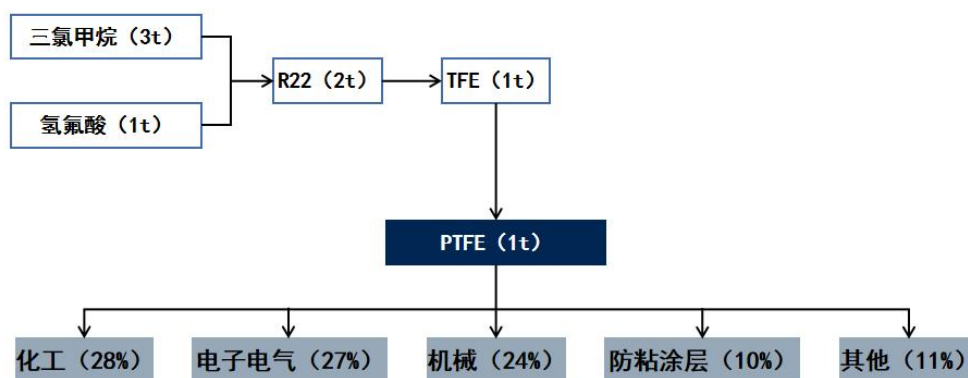 三氯甲烷（3t）
氢氟酸（1t）
R22（2t）
TFE（1t）
PTFE（1t）
化工（28%）
电子电气（27%）
机械（24%）
防粘涂层（10%）
其他（11%）